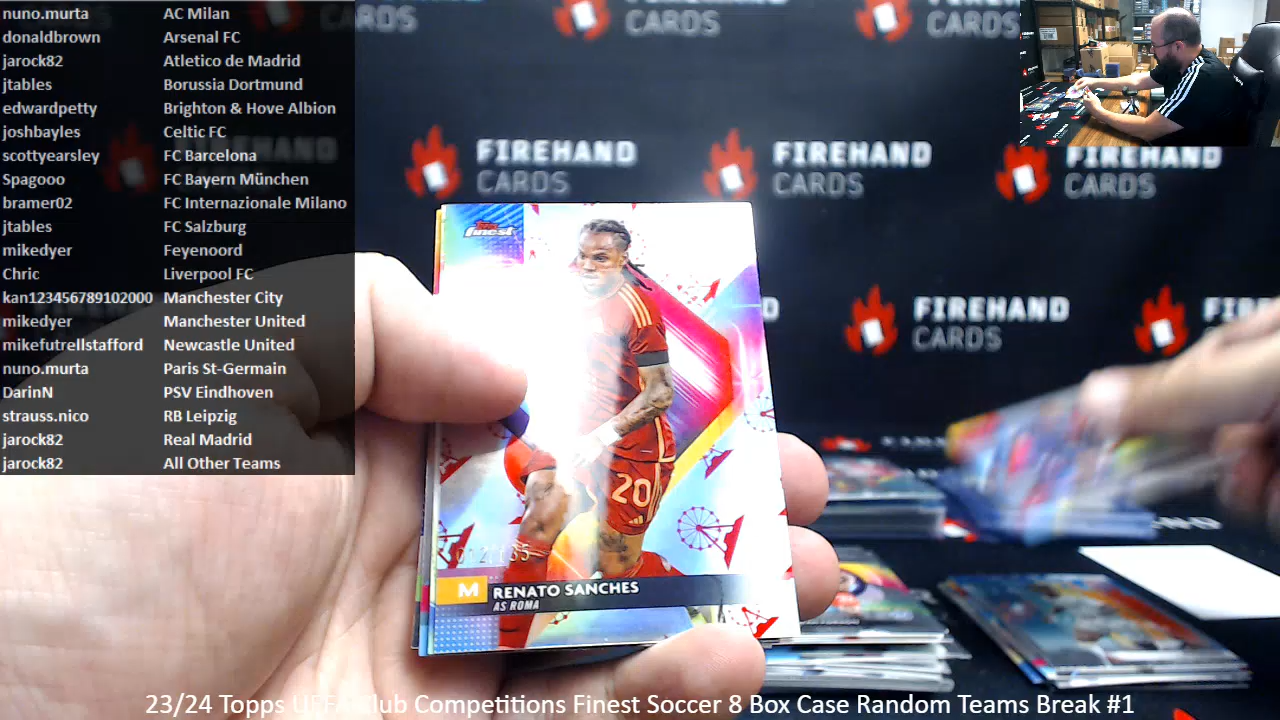 nuno.murta AC Milan
donaldbrown Arsenal FC
jarock82 Atletico de Madrid
jtables Borussia Dortmund
edwardpetty Brighton & Hove Albion
joshbayles Celtic FC
scottyearsley FC Barcelona
Spagooo FC Bayern München
bramer02 FC Internazionale Milano
jtables FC Salzburg
mikedyer Feyenoord
Chric Liverpool FC
kan123456789102000 Manchester City
mikedyer Manchester United
mikefutrellstafford Newcastle United
nuno.murta Paris St-Germain
DarinN PSV Eindhoven
strauss.nico RB Leipzig
jarock82 Real Madrid
jarock82 All Other Teams
CARDS
FIREHAND
CARDS
FIREHAND
CARDS
FIREHAND
CARDS
FIREHAND
CARDS
FIREHAND
CARDS
Topps
finest
20
M RENATO SANCHES
AS ROMA
23/24 Topps UEFA Club Competitions Finest Soccer 8 Box Case Random Teams Break #1